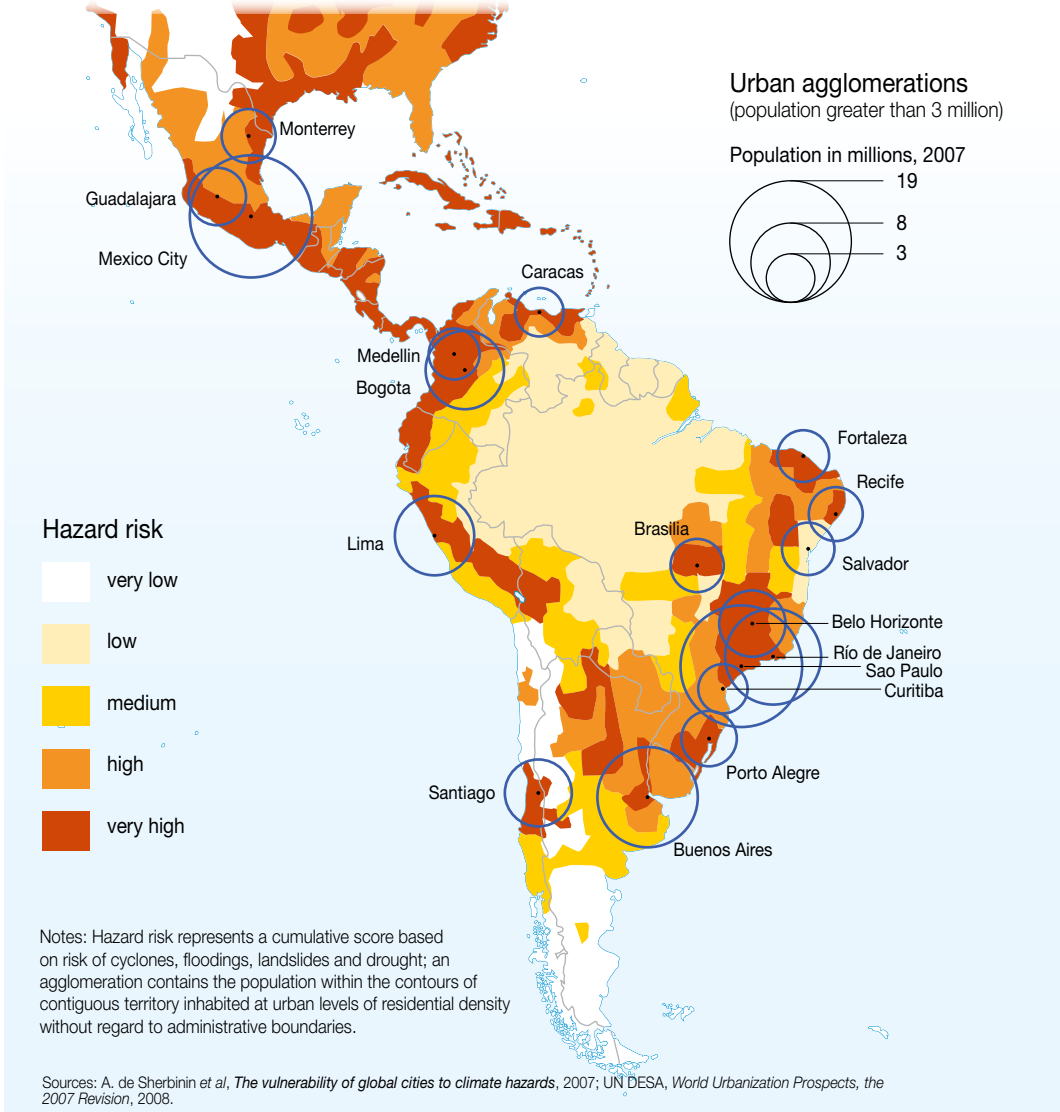 Urban agglomerations
(population greater than 3 million)
Population in millions, 2007
19
8
3
Monterrey
Guadalajara
Mexico City
Caracas
Medellin
Bogota
Fortaleza
Recife
Brasilia
Lima
Salvador
Belo Horizonte
Río de Janeiro
Sao Paulo
Curitiba
Porto Alegre
Santiago
Buenos Aires
Hazard risk
very low
low
medium
high
very high
Notes: Hazard risk represents a cumulative score based
on risk of cyclones, floodings, landslides and drought; an
agglomeration contains the population within the contours of
contiguous territory inhabited at urban levels of residential density
without regard to administrative boundaries.
Sources: A. de Sherbinin et al, The vulnerability of global cities to climate hazards, 2007; UN DESA, World Urbanization Prospects, the
2007 Revision, 2008.